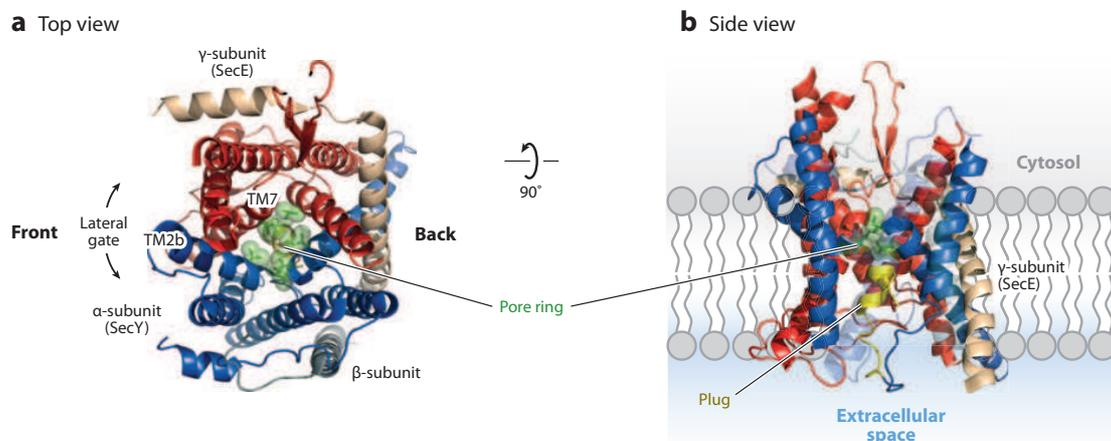 a Top view
γ-subunit
(SecE)
TM7
Lateral
gate
Front
TM2b
Back
α-subunit
(SecY)
β-subunit
90°
Pore ring
b Side view
Cytosol
γ-subunit
(SecE)
Plug
Extracellular
space